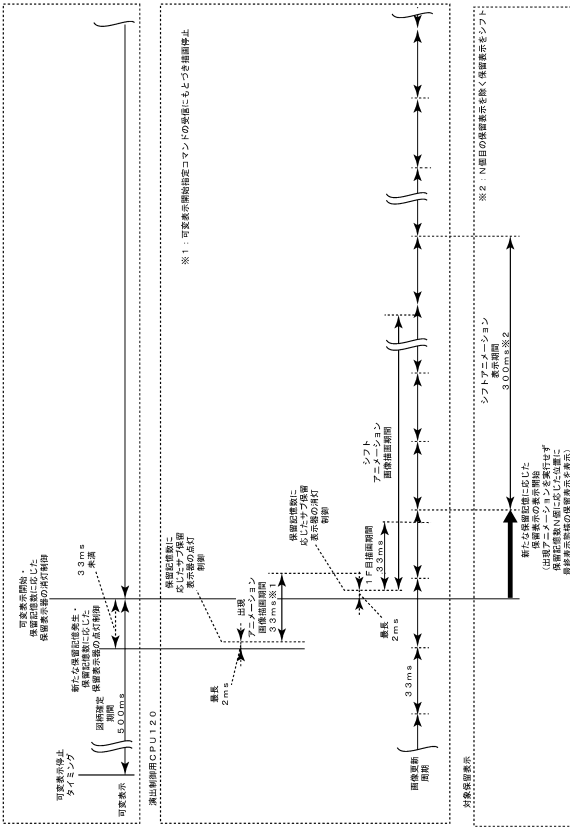 可変表示停止
タイミング
可変表示
図柄確定
期間
500ms
新たな保留記憶発生・
保留記憶数に応じた
保留表示器の点灯制御
33ms
未満
可変表示開始・
保留記憶数に応じた
保留表示器の消灯制御
演出制御用CPU120
最長
2ms
保留記憶数に
応じたサブ保留
表示器の点灯
制御
出現
アニメーション
画像描画期間
33ms※1
最長
2ms
保留記憶数に
応じたサブ保留
表示器の消灯
制御
1F目描画期間
33ms
シフト
アニメーション
画像描画期間
※1：可変表示開始指定コマンドの受信にもとづき描画停止
画像更新
周期
33ms
対象保留表示
新たな保留記憶に応じた
保留表示の表示開始
（出現アニメーションを実行せず
保留記憶数N個に応じた位置に
最終表示態様の保留表示を表示）
シフトアニメーション
表示期間
300ms※2
※2：N個目の保留表示を除く保留表示をシフト